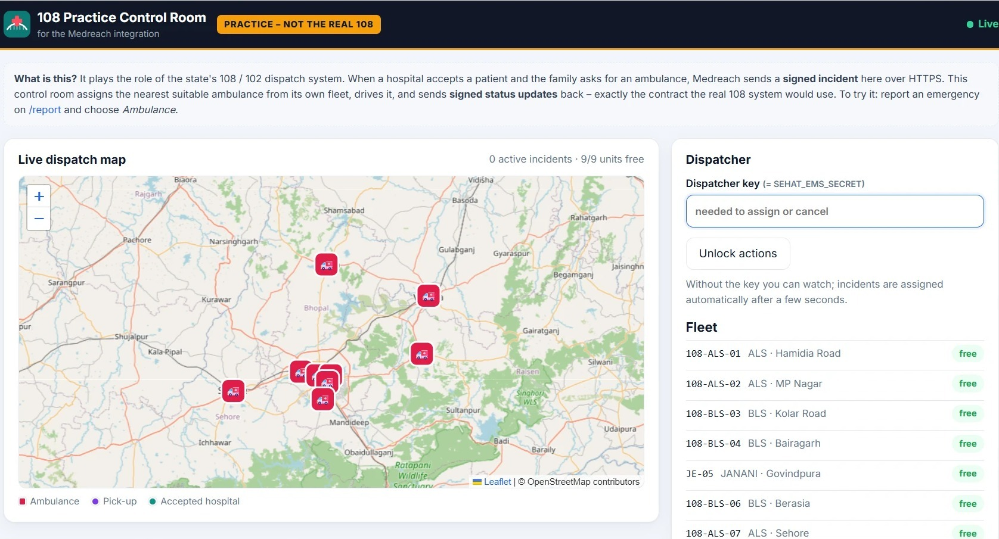 108 Practice Control Room
for the Medreach integration
PRACTICE – NOT THE REAL 108
Live
What is this? It plays the role of the state's 108 / 102 dispatch system. When a hospital accepts a patient and the family asks for an ambulance, Medreach sends a signed incident here over HTTPS. This
control room assigns the nearest suitable ambulance from its own fleet, drives it, and sends signed status updates back – exactly the contract the real 108 system would use. To try it: report an emergency
on /report and choose Ambulance.
Live dispatch map
0 active incidents · 9/9 units free
+
−
Biaora
Vidisha
Rajgarh
Basoda
Shamsabad
Rahatgarh
Pachore
Narsinghgarh
Gulabganj
Gyaraspur
Jaisinghn
Begamganj
Sarangpur
Kurawar
Bhopal
pur
Shujalpur
Gairatganj
Kala Pipal
Silwani
Raisen
Singhori
WLS
Sehore
Sultanpur
Mandideep
Udaipura
Ichhawar
Badi
Baraily
Obaidullaganj
Ratapani
Wildlife
Sanctuary
Leaflet | © OpenStreetMap contributors
Ambulance
Pick-up
Accepted hospital
Dispatcher
Dispatcher key (= SEHAT_EMS_SECRET)
needed to assign or cancel
Unlock actions
Without the key you can watch; incidents are assigned
automatically after a few seconds.
Fleet
108-ALS-01 ALS · Hamidia Road free
108-ALS-02 ALS · MP Nagar free
108-BLS-03 BLS · Kolar Road free
108-BLS-04 BLS · Bairagarh free
JE-05 JANANI · Govindpura free
108-BLS-06 BLS · Berasia free
108-ALS-07 ALS · Sehore free